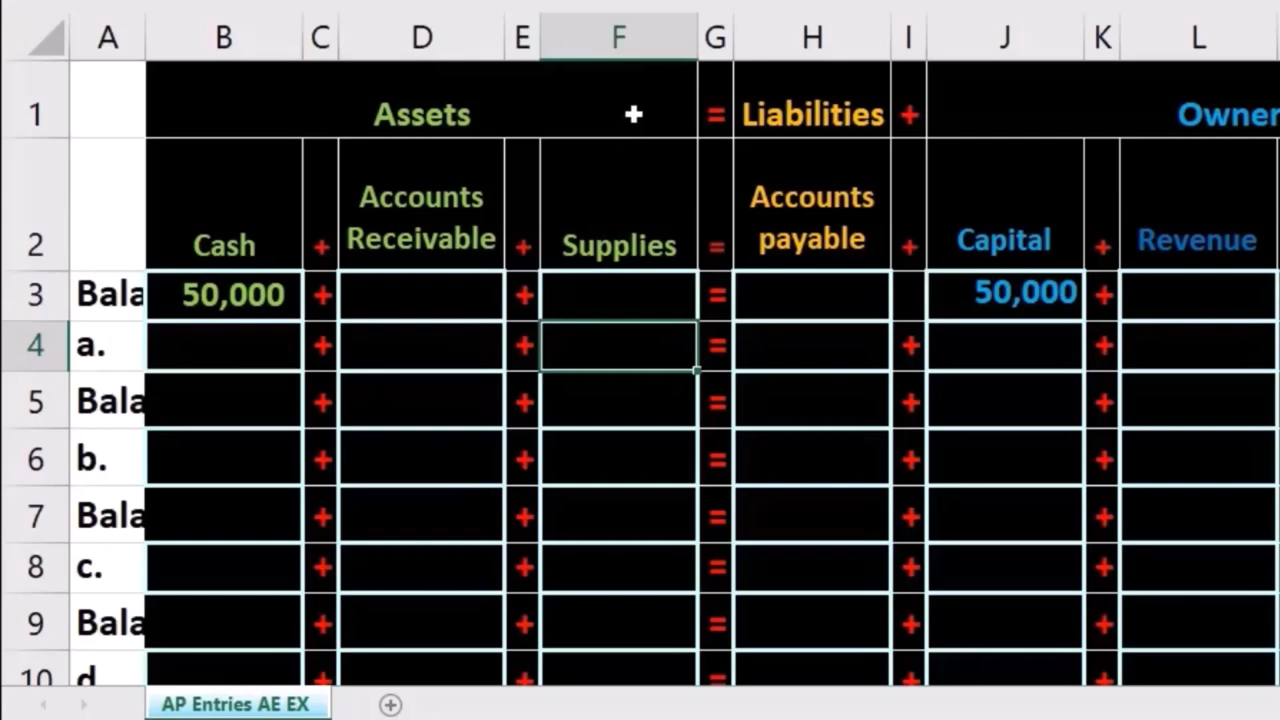 A B C D E F G H I J K L
1 Assets = Liabilities + Owner
2 Cash + Accounts Receivable + Supplies = Accounts payable + Capital + Revenue
3 Bala 50,000 + + = 50,000 +
4 a. + + = + +
5 Bala + + = + +
6 b. + + = + +
7 Bala + + = + +
8 c. + + = + +
9 Bala + + = + +
10 d + + = + +
AP Entries AE EX